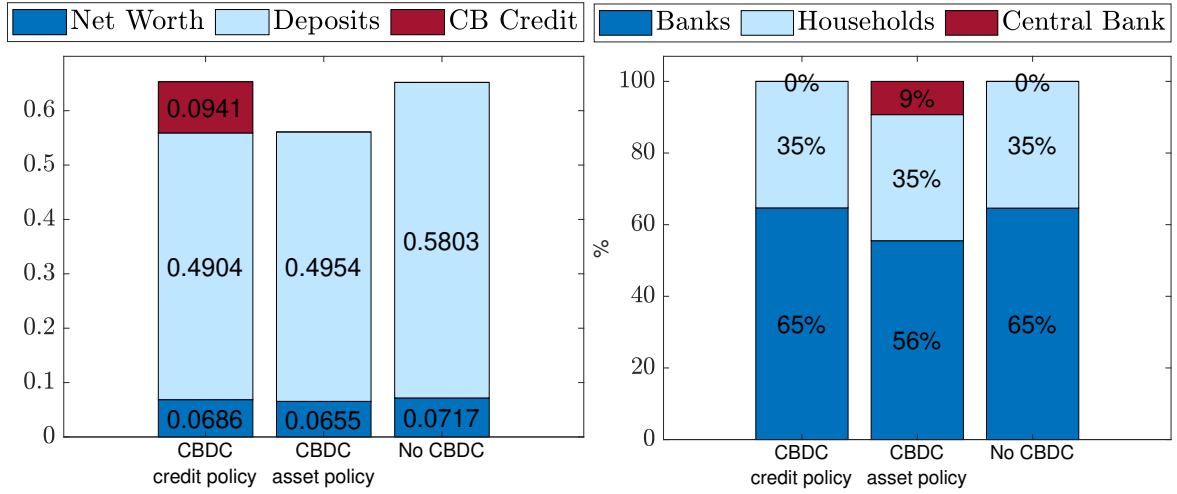 Net Worth Deposits CB Credit
0.6
0.5
0.4
0.3
0.2
0.1
0
0.0941
0.4904
0.0686
0.4954
0.0655
0.5803
0.0717
CBDC
credit policy
CBDC
asset policy
No CBDC
Banks Households Central Bank
%
100
80
60
40
20
0
0%
35%
65%
9%
35%
56%
0%
35%
65%
CBDC
credit policy
CBDC
asset policy
No CBDC